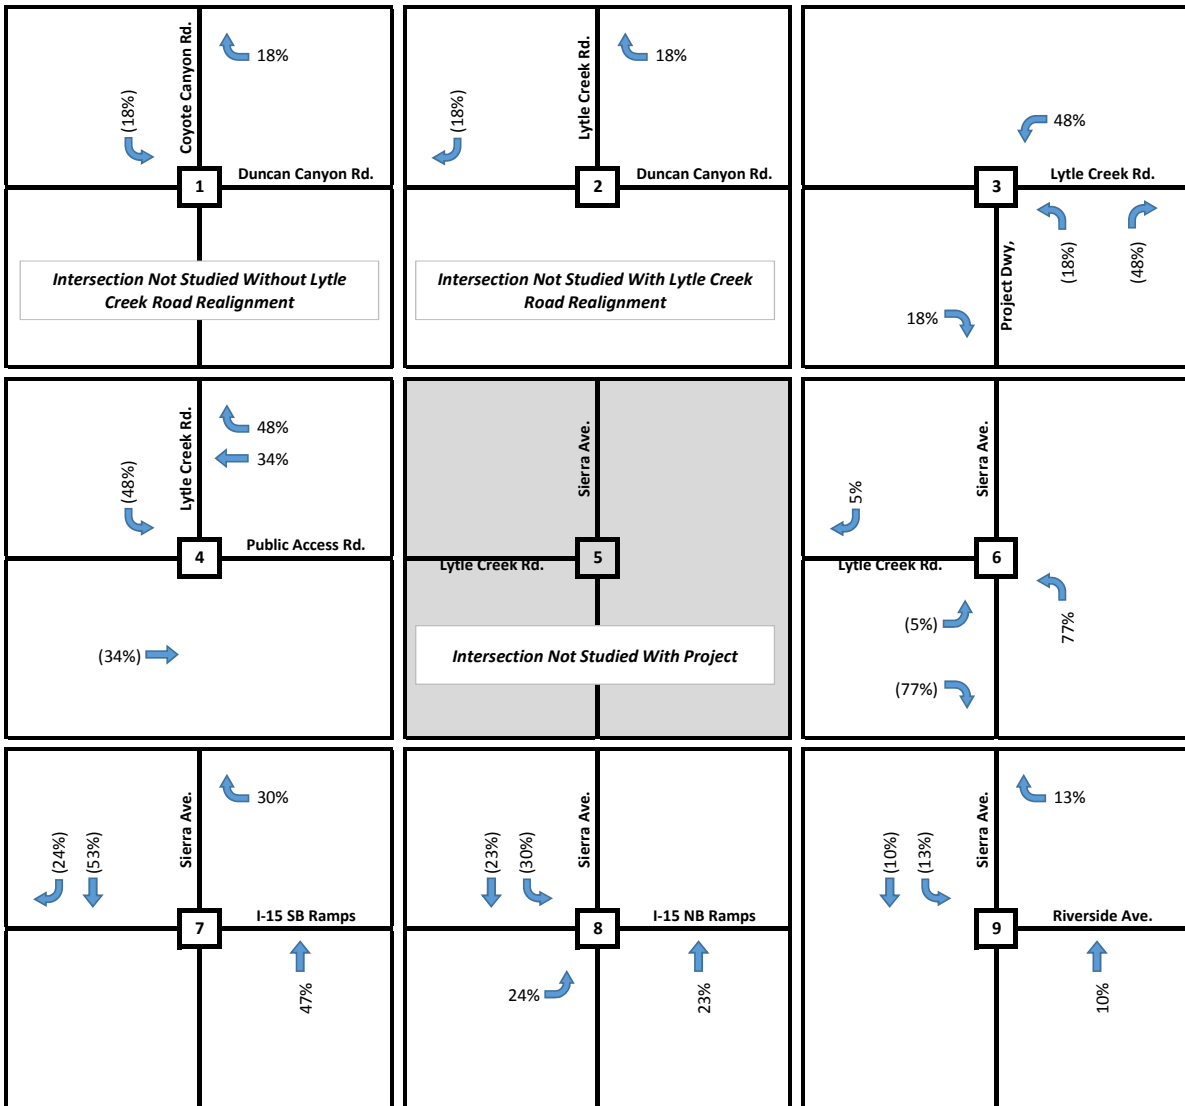 Coyote Canyon Rd.
18%
(18%)
Duncan Canyon Rd.
1
Intersection Not Studied Without Lytle
Creek Road Realignment
Lytle Creek Rd.
18%
(18%)
Duncan Canyon Rd.
2
Intersection Not Studied With Lytle Creek
Road Realignment
48%
Lytle Creek Rd.
3
Project Dwy,
(18%)
(48%)
18%
Lytle Creek Rd.
48%
34%
(48%)
Public Access Rd.
4
(34%)
Sierra Ave.
5
Lytle Creek Rd.
Intersection Not Studied With Project
Sierra Ave.
5%
6
Lytle Creek Rd.
(5%)
77%
(77%)
Sierra Ave.
30%
(24%)
(53%)
I-15 SB Ramps
7
47%
Sierra Ave.
(23%)
(30%)
I-15 NB Ramps
8
24%
23%
Sierra Ave.
13%
(10%)
(13%)
Riverside Ave.
9
10%